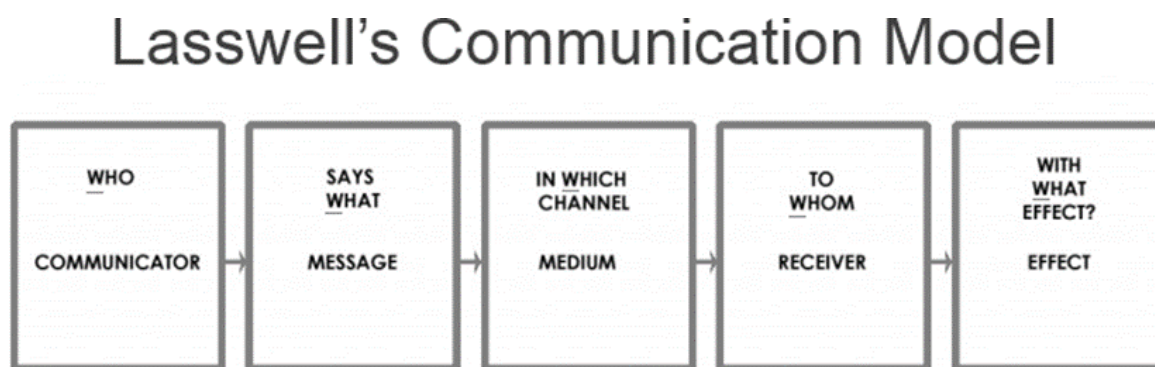 Lasswell's Communication Model
WHO
COMMUNICATOR
SAYS
WHAT
MESSAGE
IN WHICH
CHANNEL
MEDIUM
TO
WHOM
RECEIVER
WITH
WHAT
EFFECT?
EFFECT